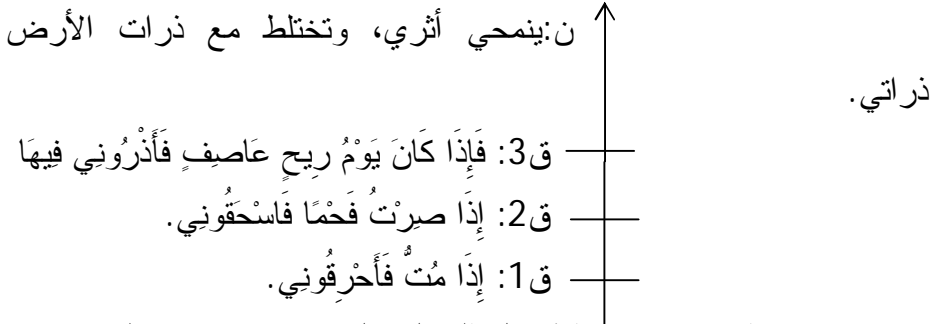 ن:ينمحي أثري، وتختلط مع ذرات الأرض
ذراتي.
ق3: فَإِذَا كَانَ يَوْمُ رِيحٍ عَاصِفٍ فَأَذْرُونِي فِيهَا
ق2: إِذَا صِرْتُ فَحْمًا فَاسْحَقُونِي.
ق1: إِذَا مُتُّ فَأَحْرِقُونِي.